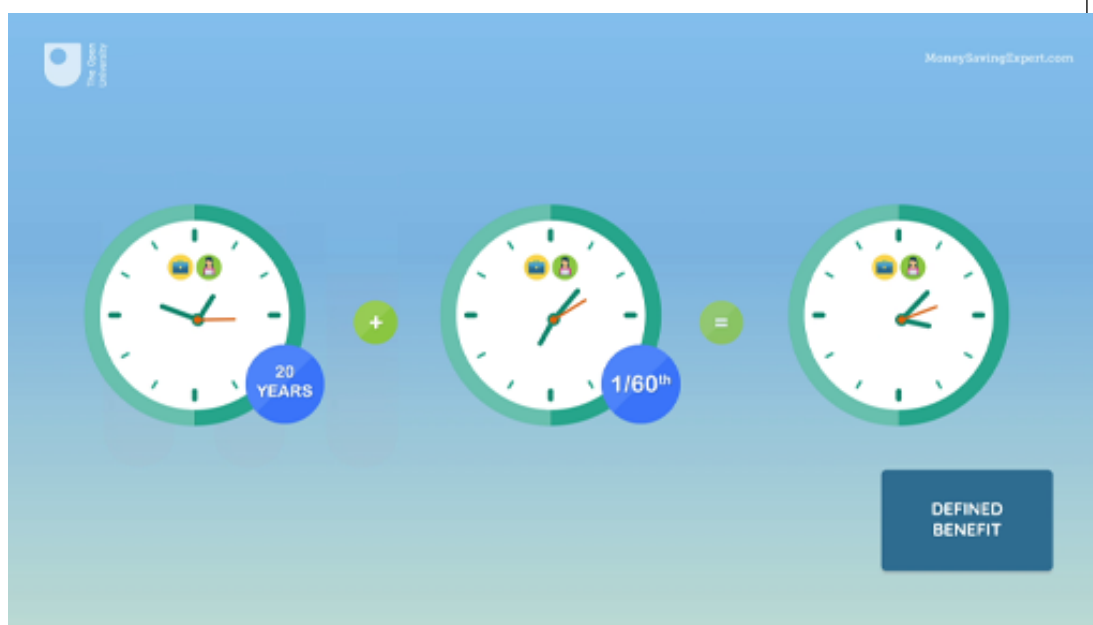 The Open
University
MoneySavingExpert.com
+
=
20
YEARS
1/60th
DEFINED
BENEFIT